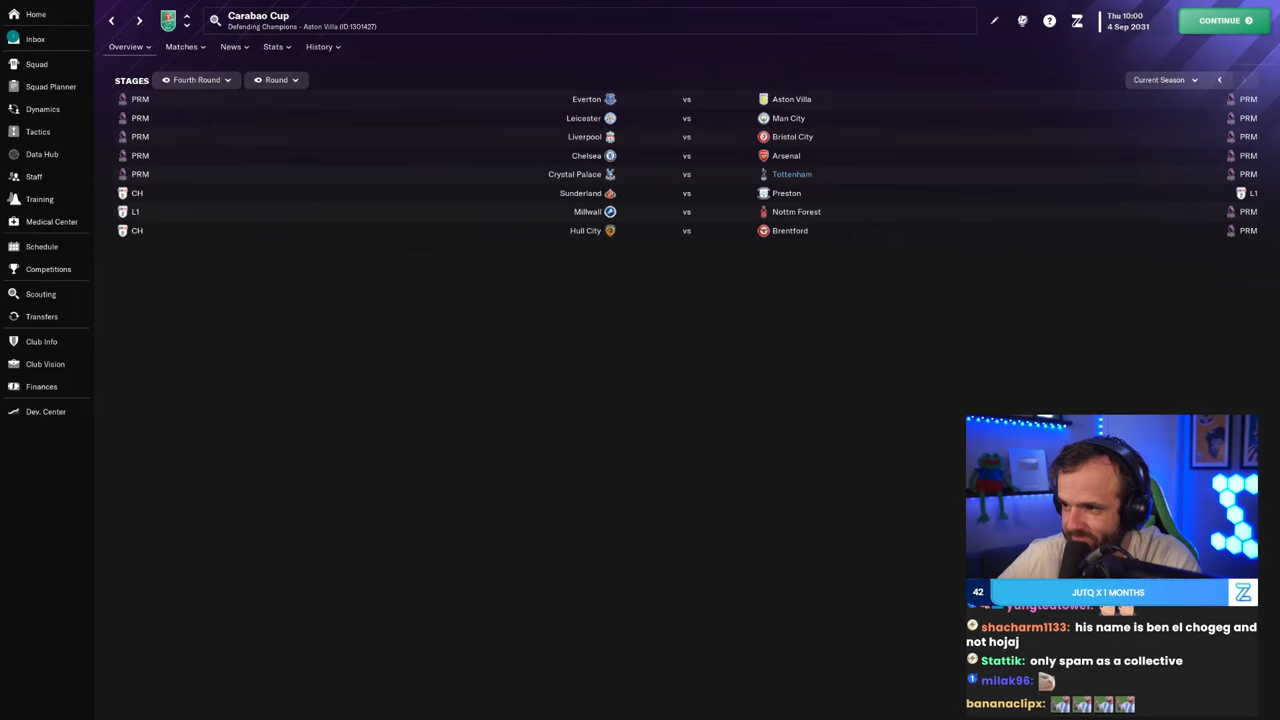 Home
Inbox
Squad
Squad Planner
Dynamics
Tactics
Data Hub
Staff
Training
Medical Center
Schedule
Competitions
Scouting
Transfers
Club Info
Club Vision
Finances
Dev. Center
Carabao Cup
Defending Champions - Aston Villa (ID:1301427)
Thu 10:00
4 Sep 2031
CONTINUE
Overview
Matches
News
Stats
History
STAGES
Fourth Round
Round
Current Season
PRM Everton vs Aston Villa PRM
PRM Leicester vs Man City PRM
PRM Liverpool vs Bristol City PRM
PRM Chelsea vs Arsenal PRM
PRM Crystal Palace vs Tottenham PRM
CH Sunderland vs Preston L1
L1 Millwall vs Nottm Forest PRM
CH Hull City vs Brentford PRM
42 JUTQ X 1 MONTHS
yungteatowel:
shacharm1133: his name is ben el chogeg and
not hojaj
Stattik: only spam as a collective
milak96:
bananaclipx: